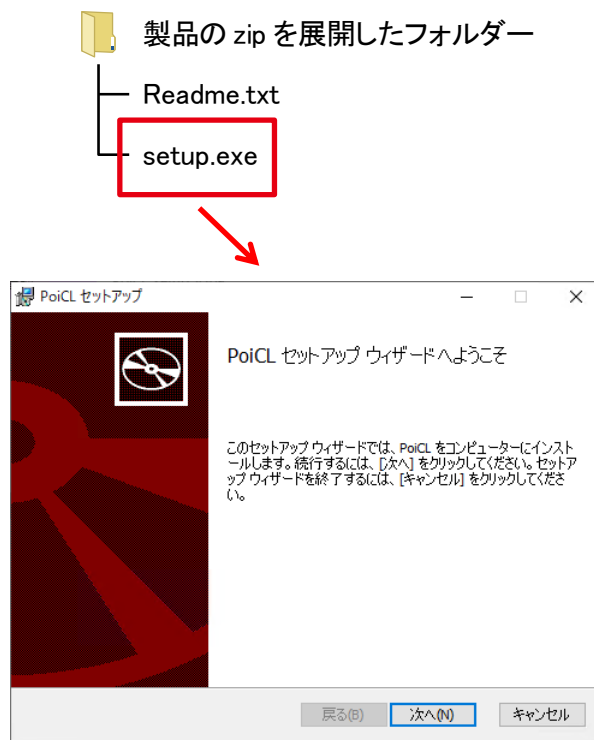 製品の zip を展開したフォルダー
Readme.txt
setup.exe
PoiCL セットアップ
PoiCL セットアップ ウィザードへようこそ
このセットアップ ウィザードでは、PoiCL をコンピューターにインスト
ールします。続行するには、[次へ] をクリックしてください。セットア
ップ ウィザードを終了するには、[キャンセル] をクリックしてくださ
い。
戻る(B)
次へ(N)
キャンセル